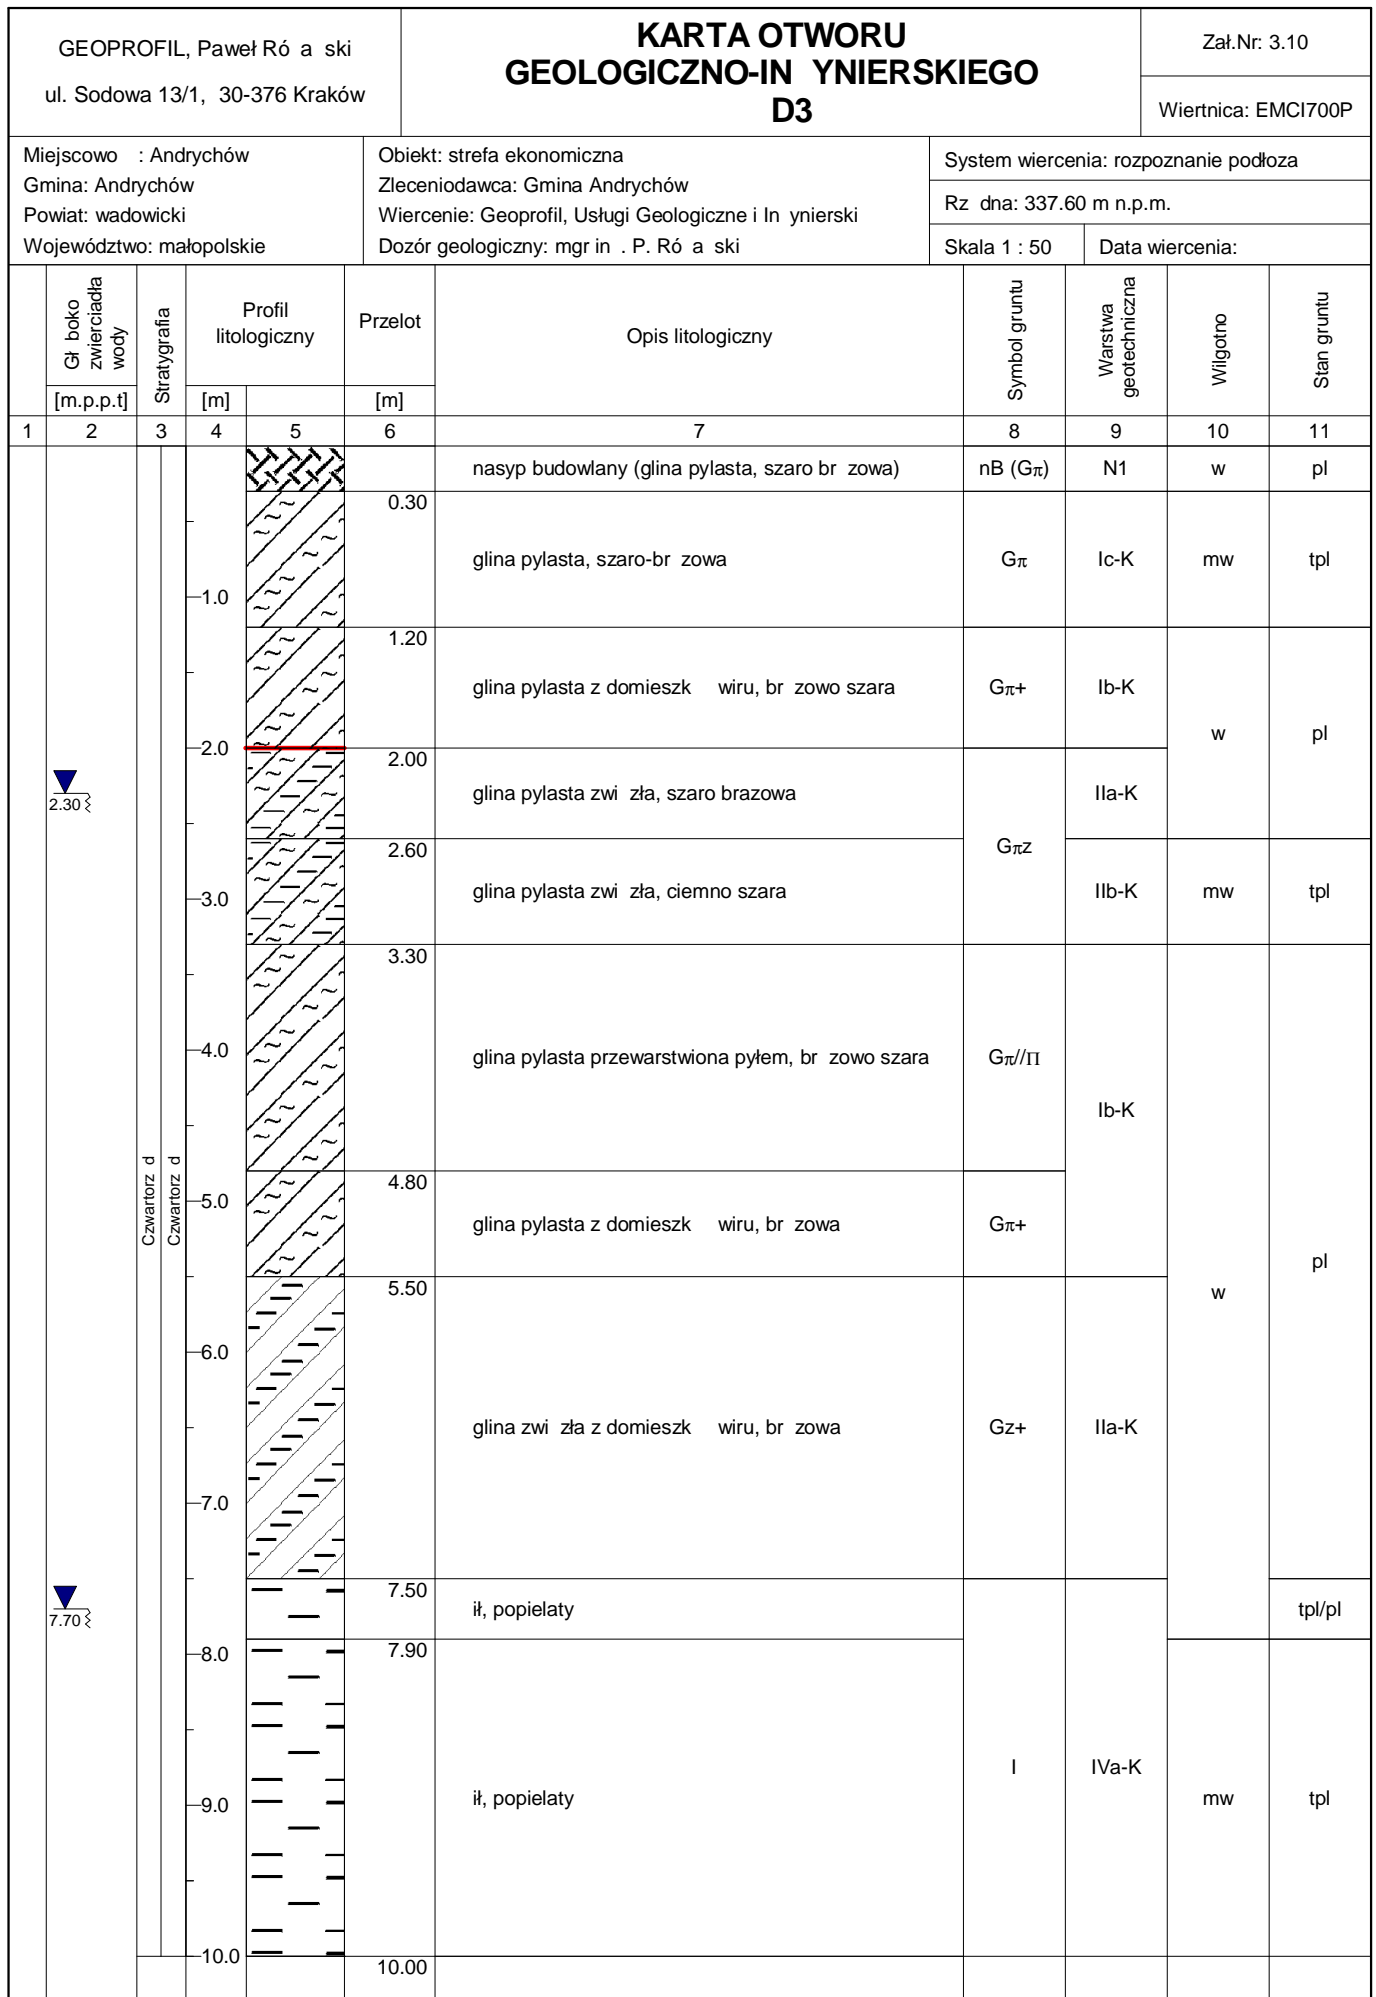 GEOPROFIL, Paweł Ró a ski
ul. Sodowa 13/1, 30-376 Kraków
KARTA OTWORU
GEOLOGICZNO-IN YNIERSKIEGO
D3
Zał.Nr: 3.10
Wiertnica: EMCI700P
Miejscowo : Andrychów
Gmina: Andrychów
Powiat: wadowicki
Województwo: małopolskie
Obiekt: strefa ekonomiczna
Zleceniodawca: Gmina Andrychów
Wiercenie: Geoprofil, Usługi Geologiczne i In ynierski
Dozór geologiczny: mgr in . P. Ró a ski
System wiercenia: rozpoznanie podłoza
Rz dna: 337.60 m n.p.m.
Skala 1 : 50
Data wiercenia:
Gł boko
zwierciadła
wody
[m.p.p.t]
Stratygrafia
Profil
litologiczny
[m]
Przelot
[m]
Opis litologiczny
Symbol gruntu
Warstwa
geotechniczna
Wilgotno
Stan gruntu
1 2 3 4 5 6 7 8 9 10 11
nasyp budowlany (glina pylasta, szaro br zowa) nB (Gπ) N1 w pl
0.30
glina pylasta, szaro-br zowa Gπ Ic-K mw tpl
1.0
1.20
glina pylasta z domieszk wiru, br zowo szara Gπ+ Ib-K
w pl
2.0
2.00
2.30
glina pylasta zwi zła, szaro brazowa IIa-K
Gπz
2.60
glina pylasta zwi zła, ciemno szara IIb-K mw tpl
3.0
3.30
4.0
glina pylasta przewarstwiona pyłem, br zowo szara Gπ//Π
Ib-K
Czwartorz d
Czwartorz d
4.80
5.0
glina pylasta z domieszk wiru, br zowa Gπ+
pl
5.50
w
6.0
glina zwi zła z domieszk wiru, br zowa Gz+ IIa-K
7.0
7.50
7.70
ił, popielaty tpl/pl
7.90
8.0
I IVa-K
9.0
ił, popielaty mw tpl
10.0
10.00